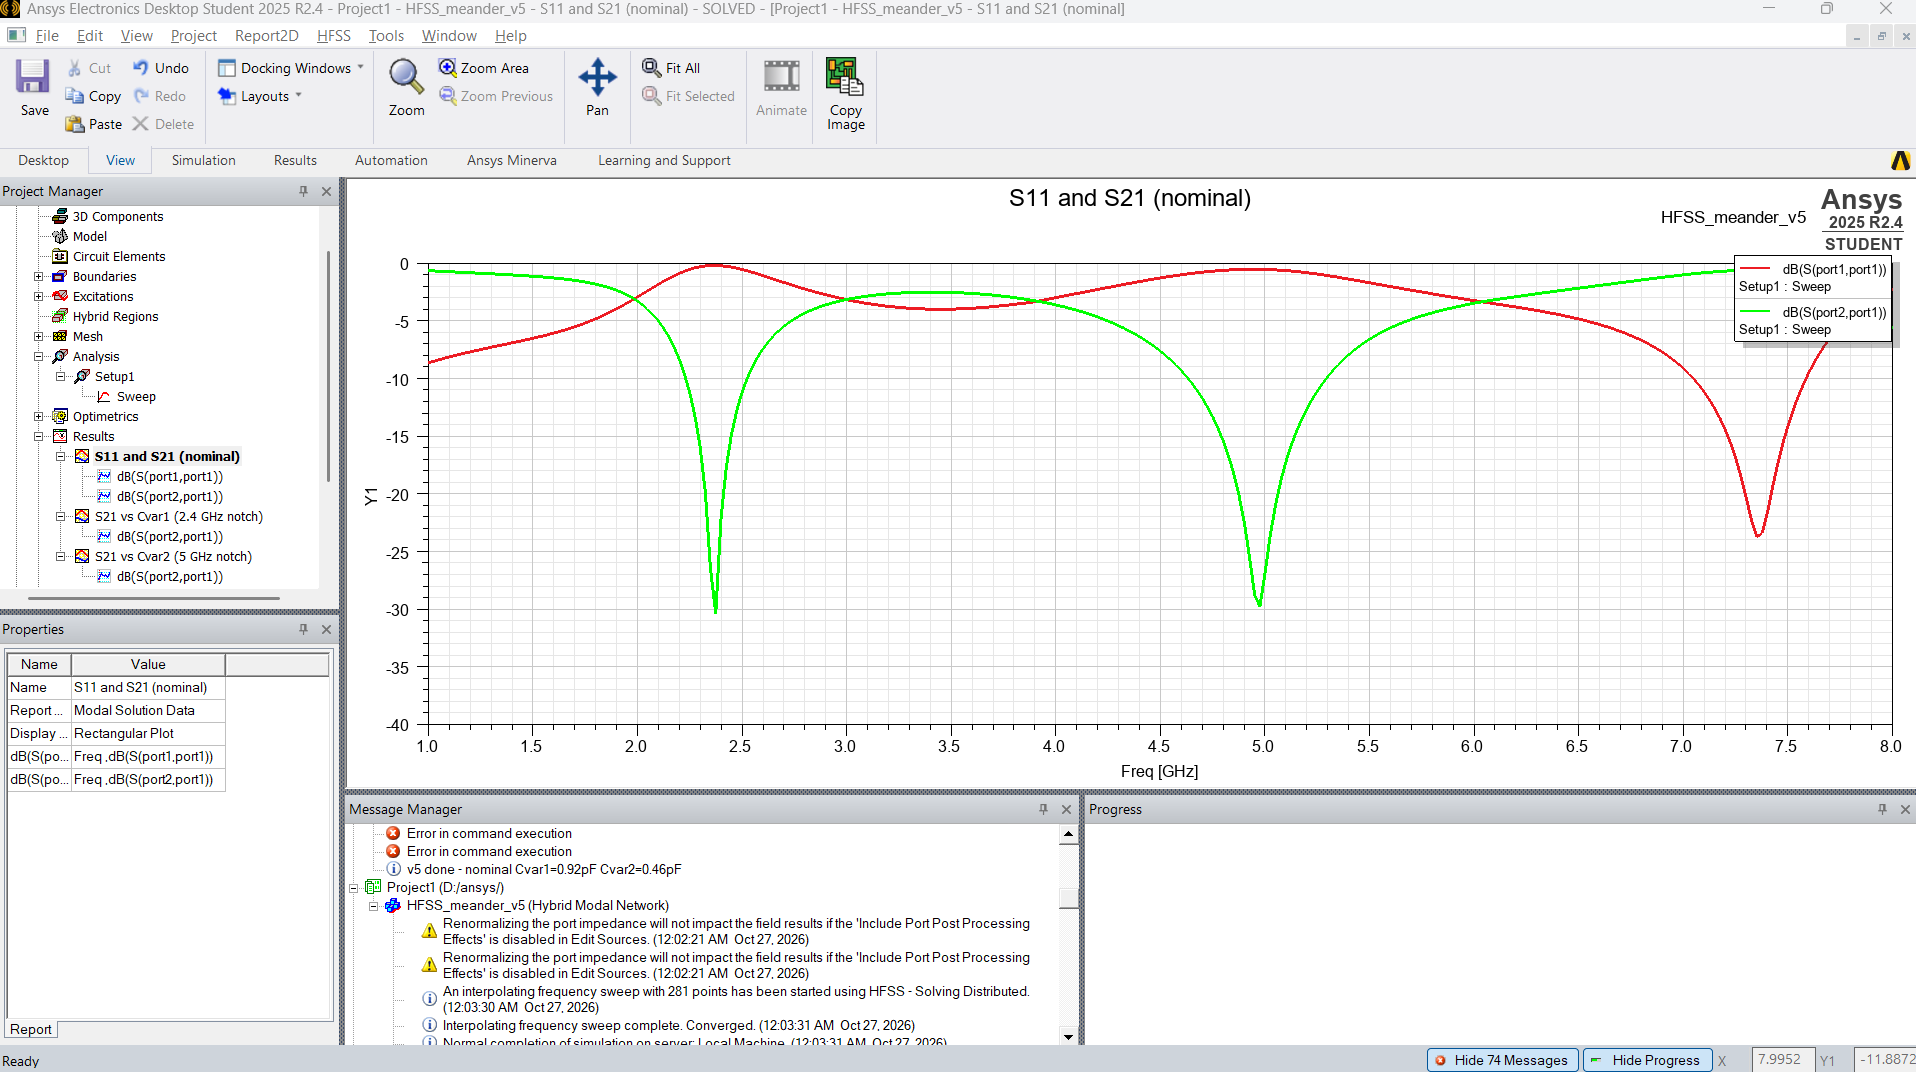 Ansys Electronics Desktop Student 2025 R2.4 - Project1 - HFSS_meander_v5 - S11 and S21 (nominal) - SOLVED - [Project1 - HFSS_meander_v5 - S11 and S21 (nominal]
File Edit View Project Report2D HFSS Tools Window Help
Save
Cut
Copy
Paste
Undo
Redo
Delete
Docking Windows
Layouts
Zoom
Zoom Area
Zoom Previous
Pan
Fit All
Fit Selected
Animate
Copy
Image
Desktop View Simulation Results Automation Ansys Minerva Learning and Support
Project Manager
3D Components
Model
Circuit Elements
Boundaries
Excitations
Hybrid Regions
Mesh
Analysis
Setup1
Sweep
Optimetrics
Results
S11 and S21 (nominal)
dB(S(port1,port1))
dB(S(port2,port1))
S21 vs Cvar1 (2.4 GHz notch)
dB(S(port2,port1))
S21 vs Cvar2 (5 GHz notch)
dB(S(port2,port1))
Properties
Name Value
Name S11 and S21 (nominal)
Report ... Modal Solution Data
Display ... Rectangular Plot
dB(S(po... Freq ,dB(S(port1,port1))
dB(S(po... Freq ,dB(S(port2,port1))
Report
S11 and S21 (nominal)
HFSS_meander_v5
Ansys
2025 R2.4
STUDENT
dB(S(port1,port1))
Setup1 : Sweep
dB(S(port2,port1))
Setup1 : Sweep
Y1
0
-5
-10
-15
-20
-25
-30
-35
-40
1.0 1.5 2.0 2.5 3.0 3.5 4.0 4.5 5.0 5.5 6.0 6.5 7.0 7.5 8.0
Freq [GHz]
Message Manager
Error in command execution
Error in command execution
v5 done - nominal Cvar1=0.92pF Cvar2=0.46pF
Project1 (D:/ansys/)
HFSS_meander_v5 (Hybrid Modal Network)
Renormalizing the port impedance will not impact the field results if the 'Include Port Post Processing
Effects' is disabled in Edit Sources. (12:02:21 AM Oct 27, 2026)
Renormalizing the port impedance will not impact the field results if the 'Include Port Post Processing
Effects' is disabled in Edit Sources. (12:02:21 AM Oct 27, 2026)
An interpolating frequency sweep with 281 points has been started using HFSS - Solving Distributed.
(12:03:30 AM Oct 27, 2026)
Interpolating frequency sweep complete. Converged. (12:03:31 AM Oct 27, 2026)
Normal completion of simulation on server: Local Machine. (12:03:31 AM Oct 27, 2026)
Progress
Ready
Hide 74 Messages
Hide Progress
X 7.9952 Y1 -11.8872